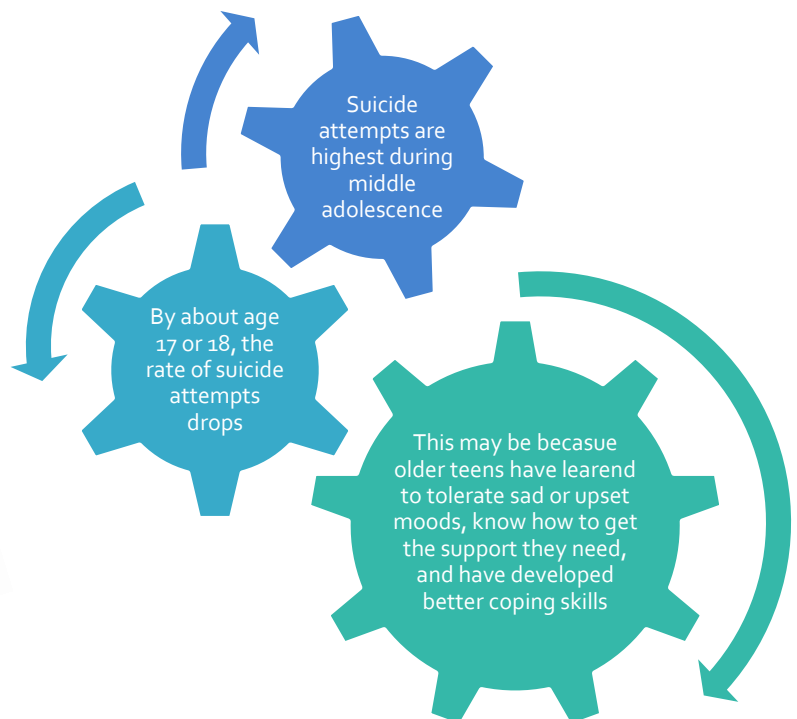 Suicide
attempts are
highest during
middle
adolescence
By about age
17 or 18, the
rate of suicide
attempts
drops
This may be becasue
older teens have learend
to tolerate sad or upset
moods, know how to get
the support they need,
and have developed
better coping skills